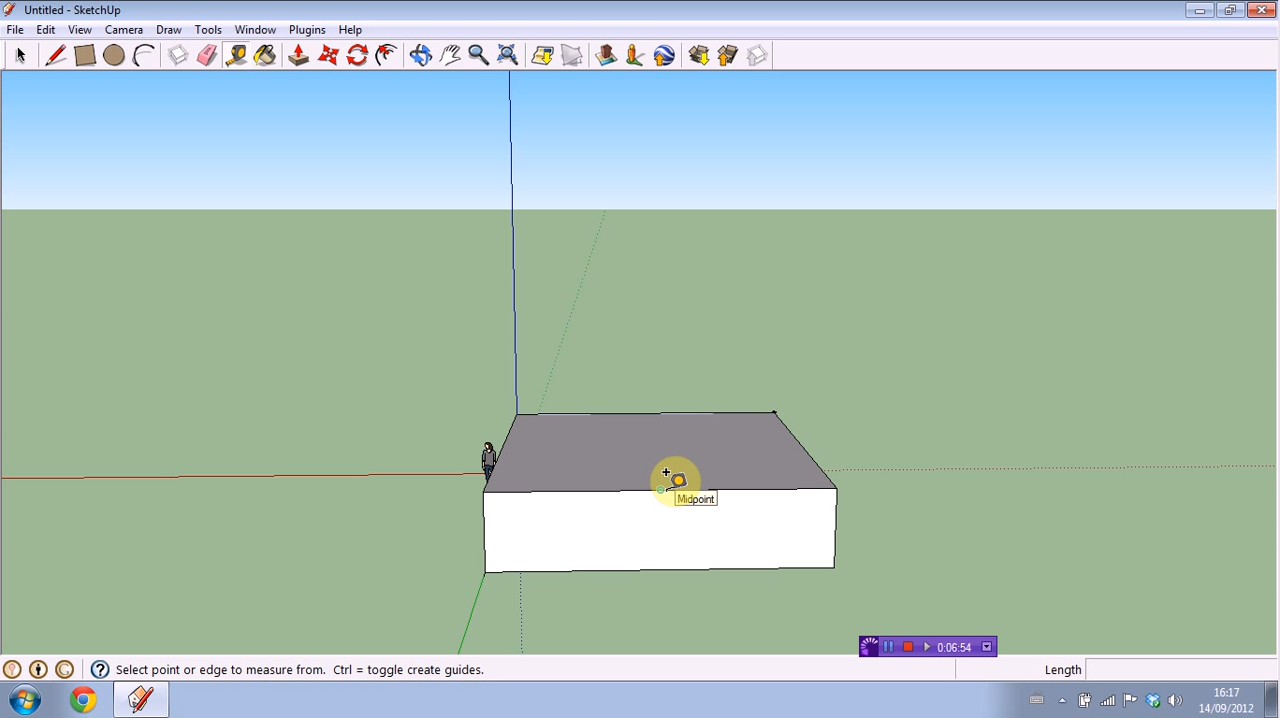 Untitled - SketchUp
File Edit View Camera Draw Tools Window Plugins Help
Midpoint
0:06:54
Select point or edge to measure from. Ctrl = toggle create guides.
Length
16:17
14/09/2012